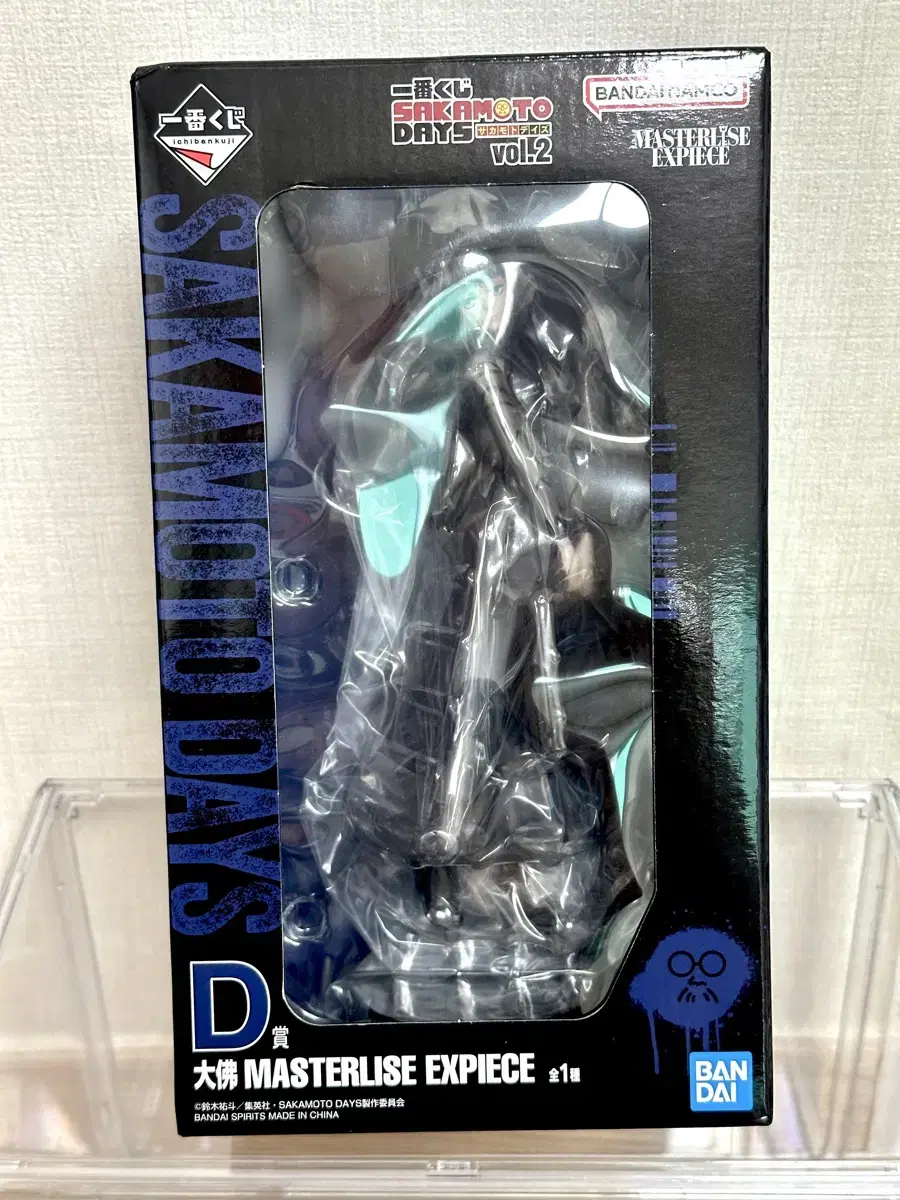 一番くじ
ichibankuji
一番くじ
SAKAMOTO
DAYS サカモトデイズ
vol.2
BANDAI NAMCO
MASTERLISE
EXPIECE
SAKAMOTO DAYS
D賞
大佛 MASTERLISE EXPIECE 全1種
©鈴木祐斗/集英社・SAKAMOTO DAYS製作委員会
BANDAI SPIRITS MADE IN CHINA
BAN
DAI